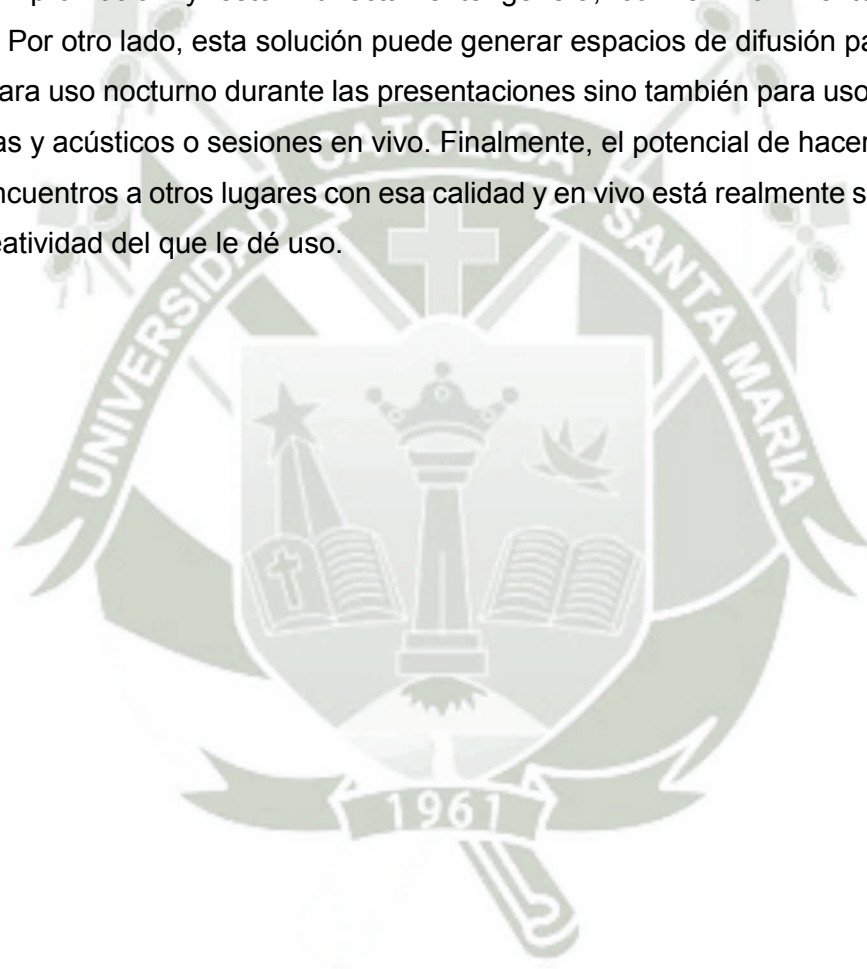 Por otro lado, esta solución puede generar espacios de difusión pa
ara uso nocturno durante las presentaciones sino también para uso
as y acústicos o sesiones en vivo. Finalmente, el potencial de hacer
ncuentros a otros lugares con esa calidad y en vivo está realmente s
eatividad del que le dé uso.
UNIVERSIDAD CATOLICA SANTA MARIA
1961